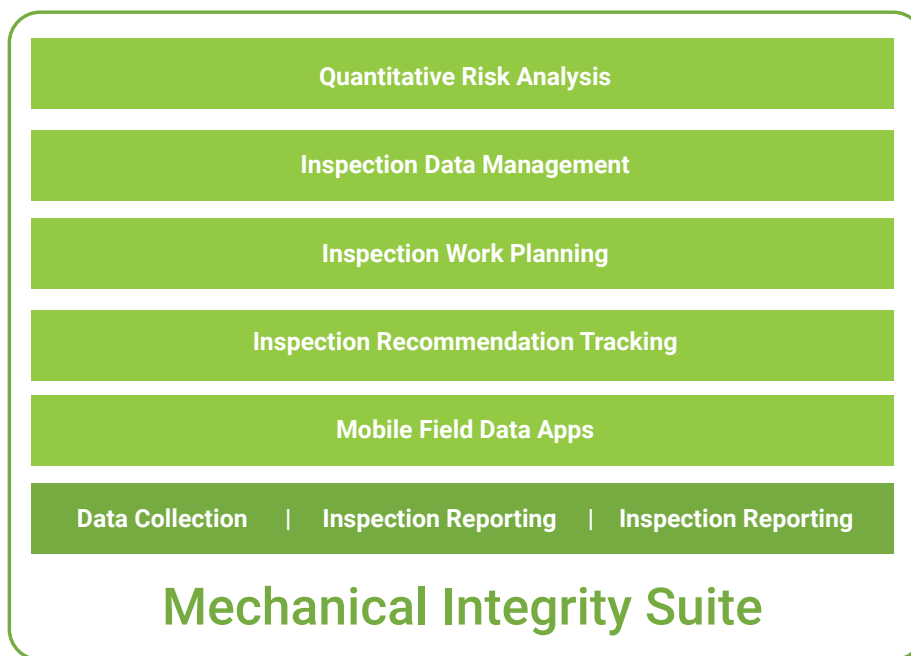 Quantitative Risk Analysis
Inspection Data Management
Inspection Work Planning
Inspection Recommendation Tracking
Mobile Field Data Apps
Data Collection | Inspection Reporting | Inspection Reporting
Mechanical Integrity Suite